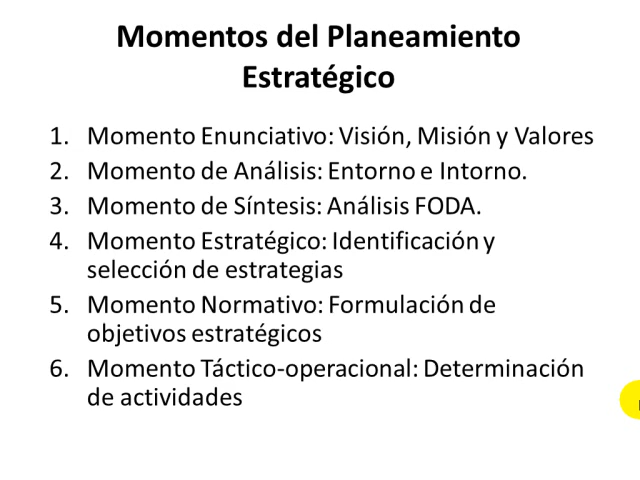 Momentos del Planeamiento
Estratégico
1. Momento Enunciativo: Visión, Misión y Valores
2. Momento de Análisis: Entorno e Intorno.
3. Momento de Síntesis: Análisis FODA.
4. Momento Estratégico: Identificación y
selección de estrategias
5. Momento Normativo: Formulación de
objetivos estratégicos
6. Momento Táctico-operacional: Determinación
de actividades